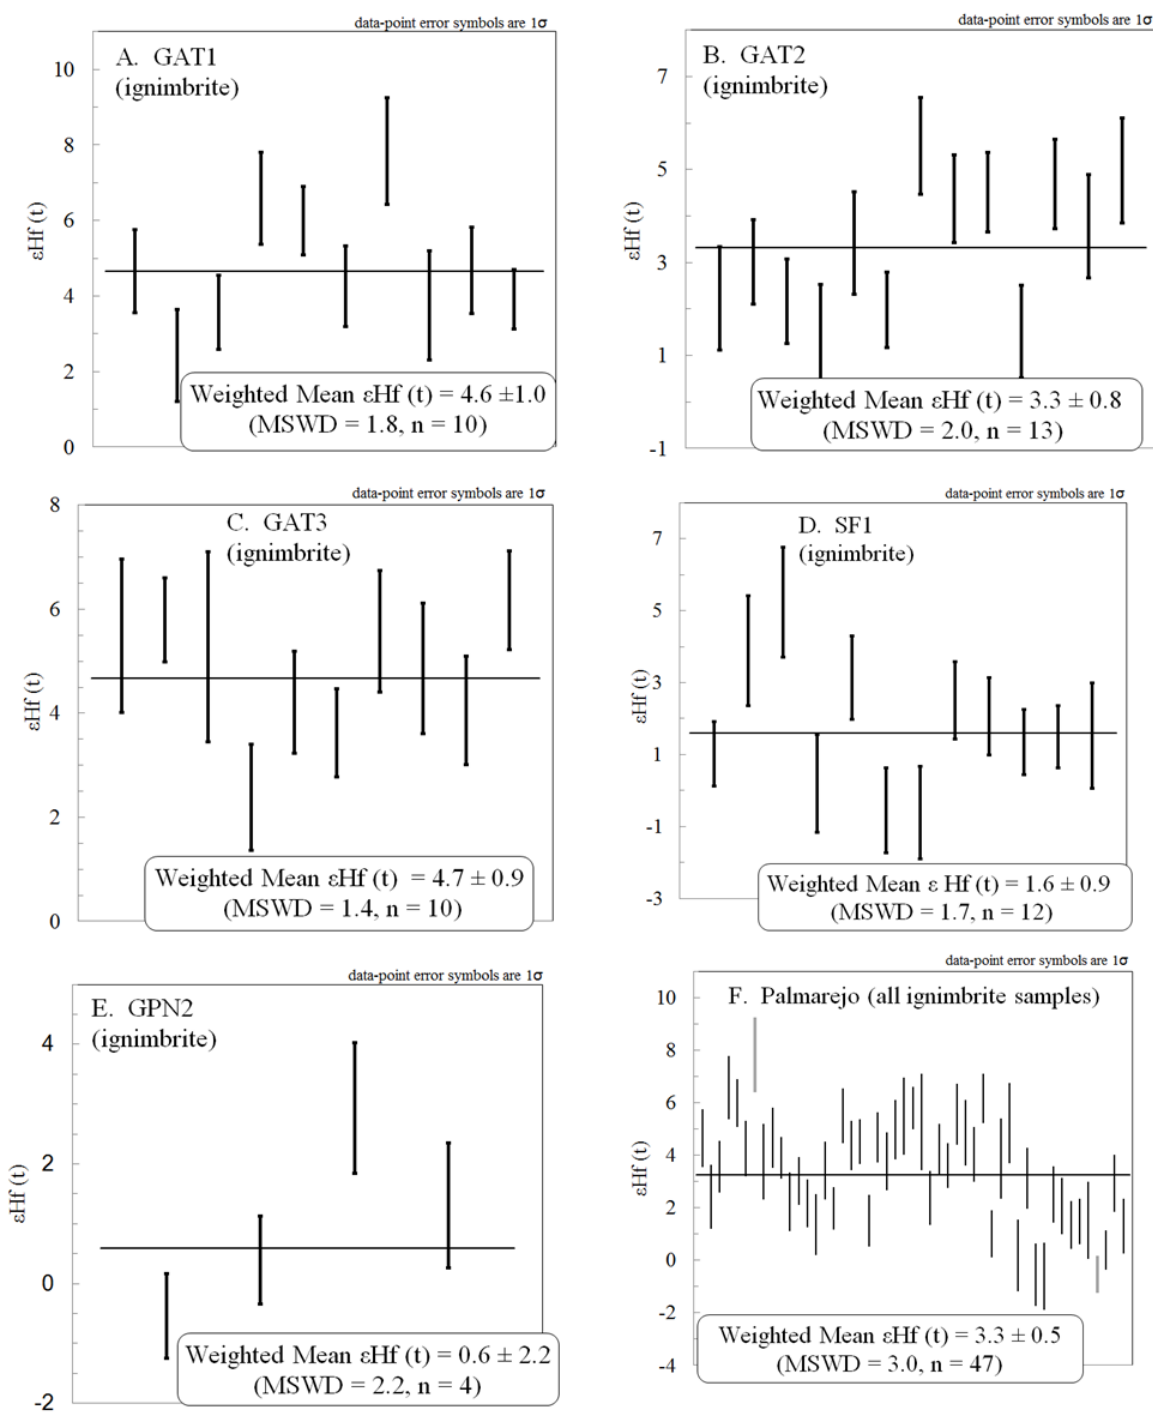 data-point error symbols are 1σ
A. GAT1
(ignimbrite)
10
8
6
4
2
0
εHf (t)
Weighted Mean εHf (t) = 4.6 ±1.0
(MSWD = 1.8, n = 10)
data-point error symbols are 1σ
B. GAT2
(ignimbrite)
7
5
3
1
-1
εHf (t)
Weighted Mean εHf (t) = 3.3 ± 0.8
(MSWD = 2.0, n = 13)
data-point error symbols are 1σ
C. GAT3
(ignimbrite)
8
6
4
2
0
εHf (t)
Weighted Mean εHf (t) = 4.7 ± 0.9
(MSWD = 1.4, n = 10)
data-point error symbols are 1σ
D. SF1
(ignimbrite)
7
5
3
1
-1
-3
εHf (t)
Weighted Mean ε Hf (t) = 1.6 ± 0.9
(MSWD = 1.7, n = 12)
data-point error symbols are 1σ
E. GPN2
(ignimbrite)
4
2
0
-2
εHf (t)
Weighted Mean εHf (t) = 0.6 ± 2.2
(MSWD = 2.2, n = 4)
data-point error symbols are 1σ
F. Palmarejo (all ignimbrite samples)
10
8
6
4
2
0
-2
-4
εHf (t)
Weighted Mean εHf (t) = 3.3 ± 0.5
(MSWD = 3.0, n = 47)